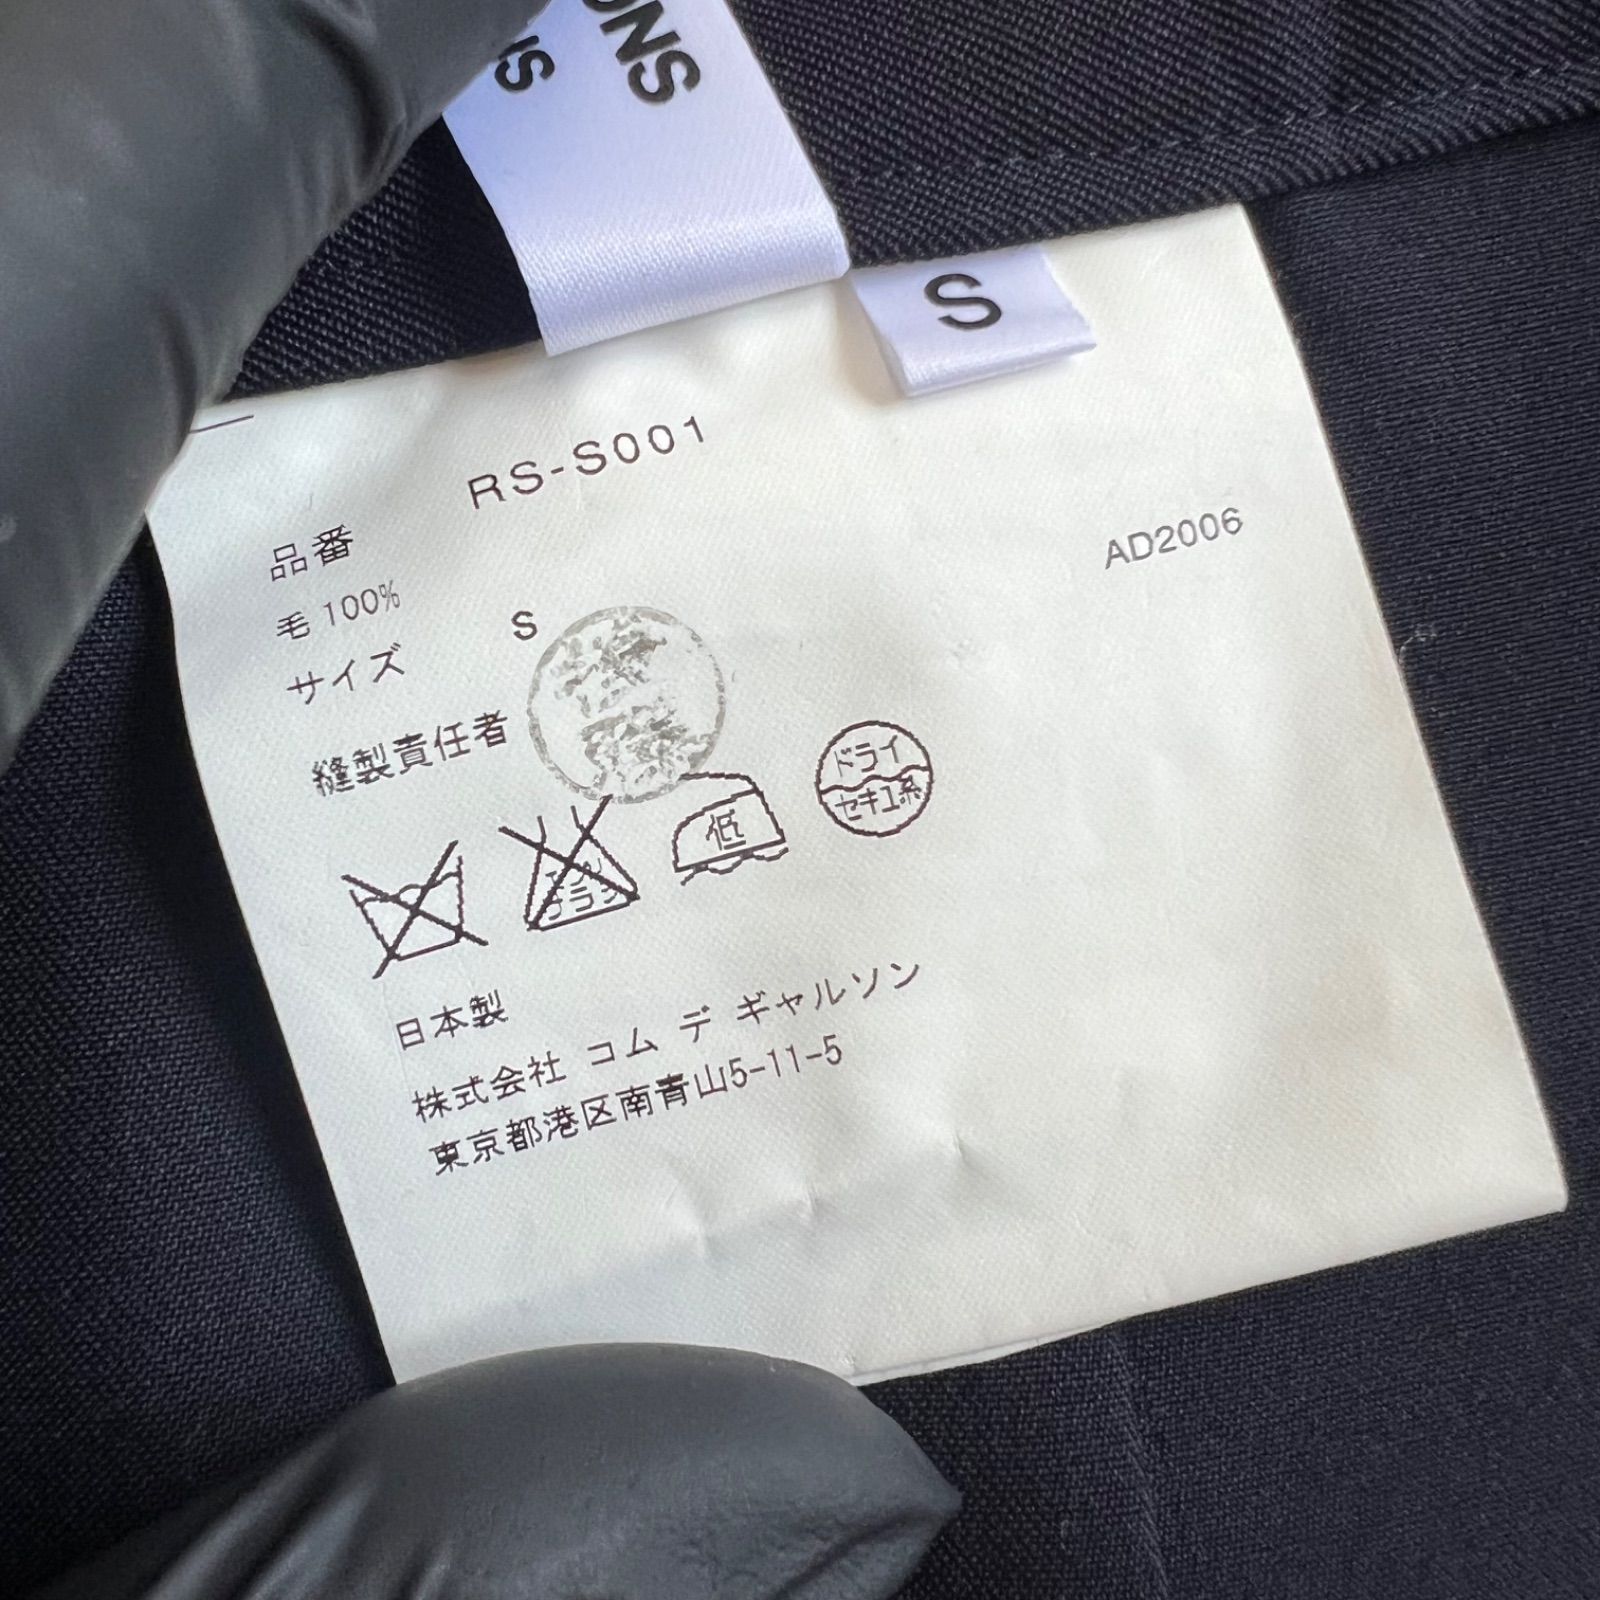 S
RS-S001
品番
AD2006
毛 100%
サイズ S
縫製責任者
ドライ
セキユ系
低
日本製
株式会社 コム デ ギャルソン
東京都港区南青山5-11-5